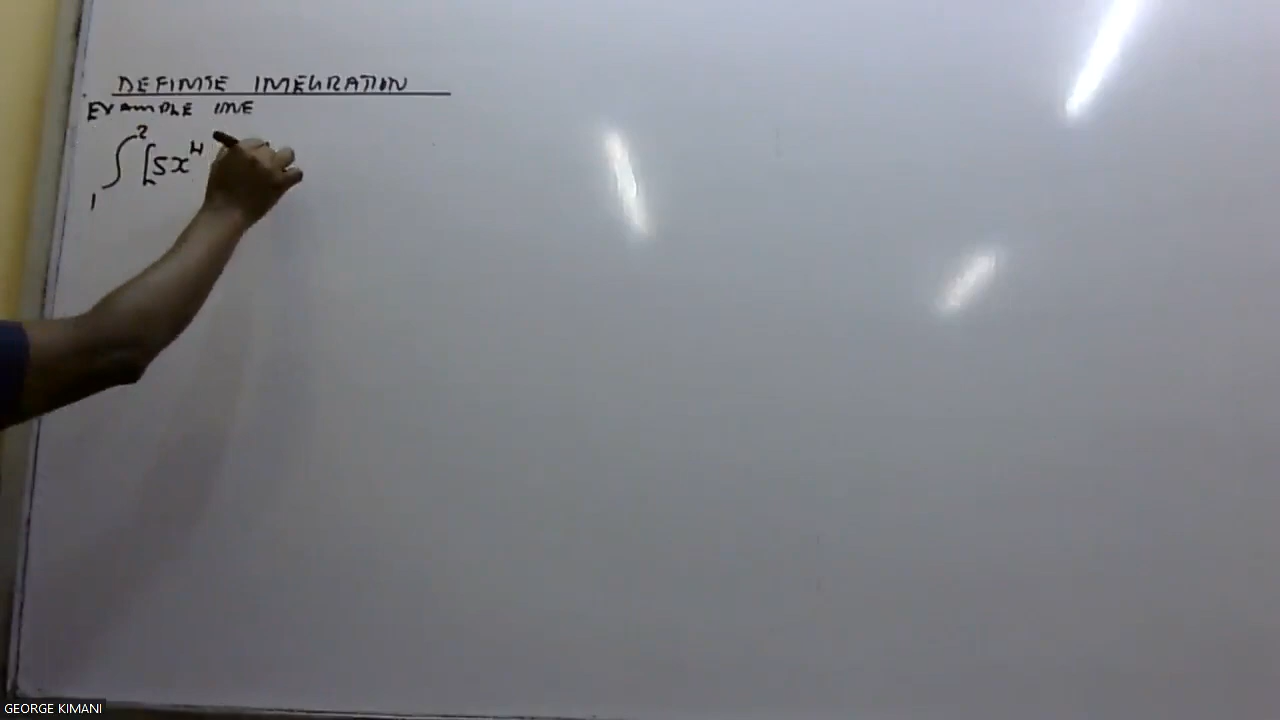 DEFINITE INTEGRATION
EXAMPLE ONE
∫₁² [5x⁴
GEORGE KIMANI